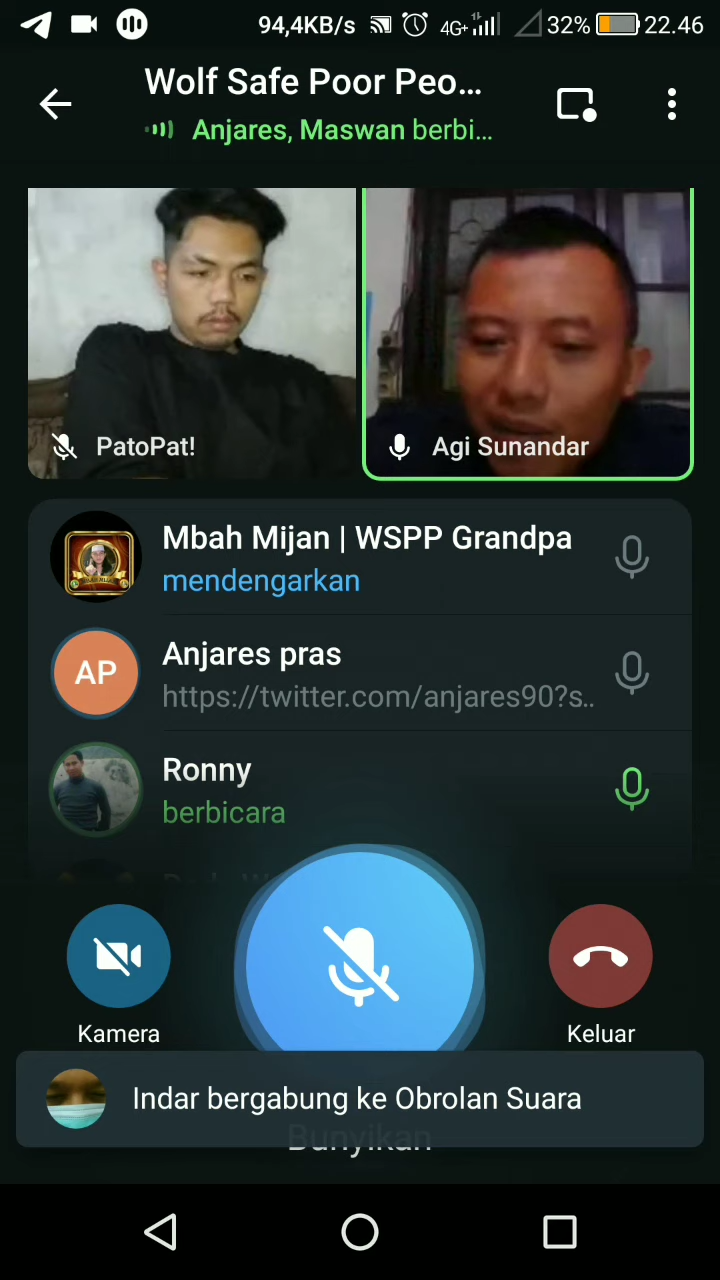 94,4KB/s 4G+ 32% 22.46
Wolf Safe Poor Peo...
Anjares, Maswan berbi...
PatoPat!
Agi Sunandar
Mbah Mijan | WSPP Grandpa
mendengarkan
AP
Anjares pras
https://twitter.com/anjares90?s..
Ronny
berbicara
Kamera
Keluar
Indar bergabung ke Obrolan Suara
Bunyikan